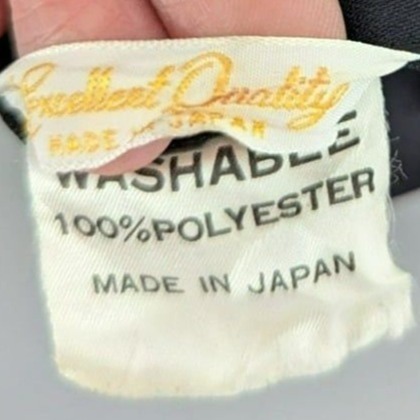 Excellent Quality
MADE IN JAPAN
WASHABLE
100%POLYESTER
MADE IN JAPAN